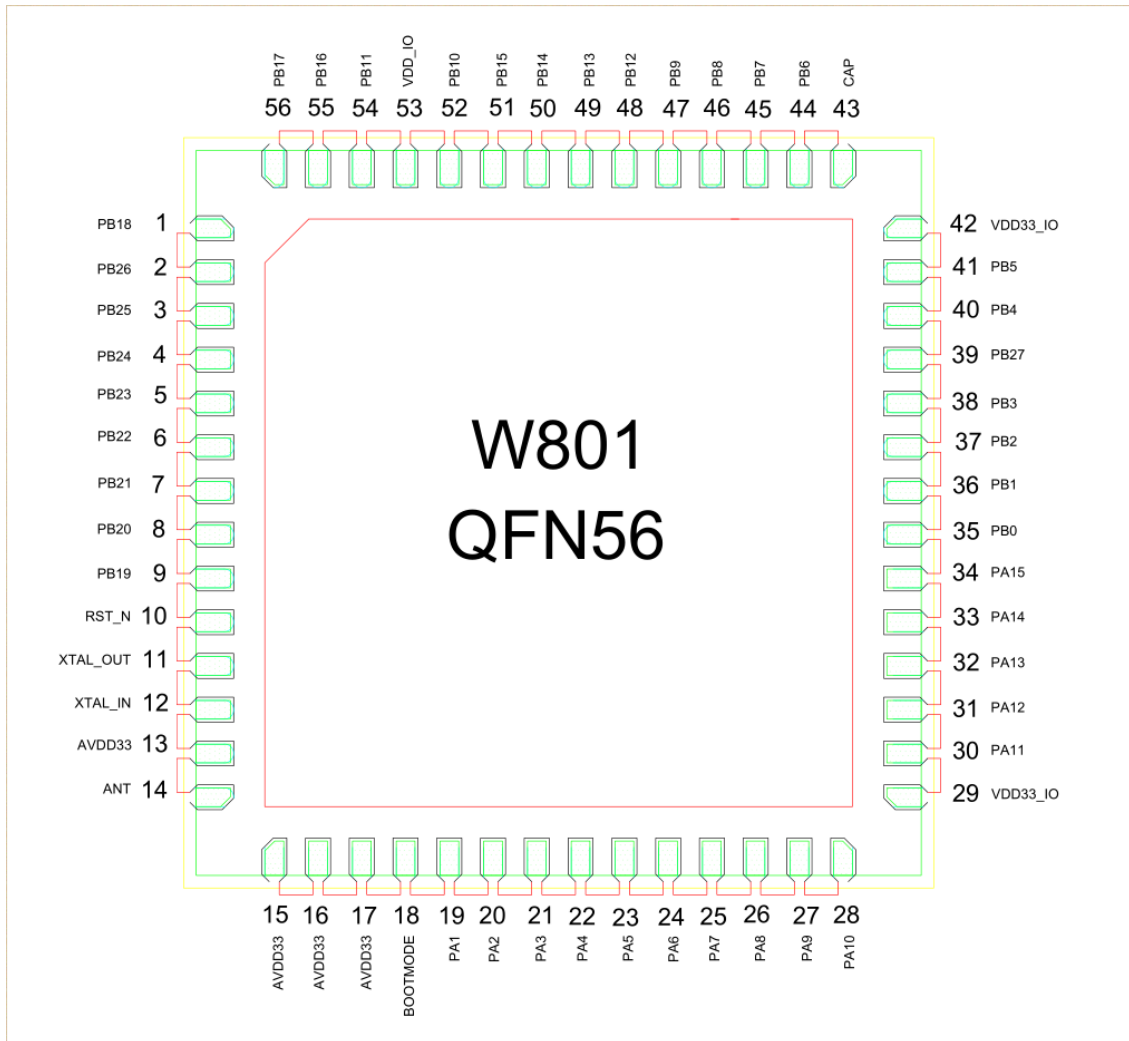 PB17 PB16 PB11 VDD_IO PB10 PB15 PB14 PB13 PB12 PB9 PB8 PB7 PB6 CAP
56 55 54 53 52 51 50 49 48 47 46 45 44 43
PB18 1 42 VDD33_IO
PB26 2 41 PB5
PB25 3 40 PB4
PB24 4 39 PB27
PB23 5 38 PB3
PB22 6 37 PB2
PB21 7 36 PB1
PB20 8 35 PB0
PB19 9 34 PA15
RST_N 10 33 PA14
XTAL_OUT 11 32 PA13
XTAL_IN 12 31 PA12
AVDD33 13 30 PA11
ANT 14 29 VDD33_IO
W801
QFN56
15 16 17 18 19 20 21 22 23 24 25 26 27 28
AVDD33 AVDD33 AVDD33 BOOTMODE PA1 PA2 PA3 PA4 PA5 PA6 PA7 PA8 PA9 PA10